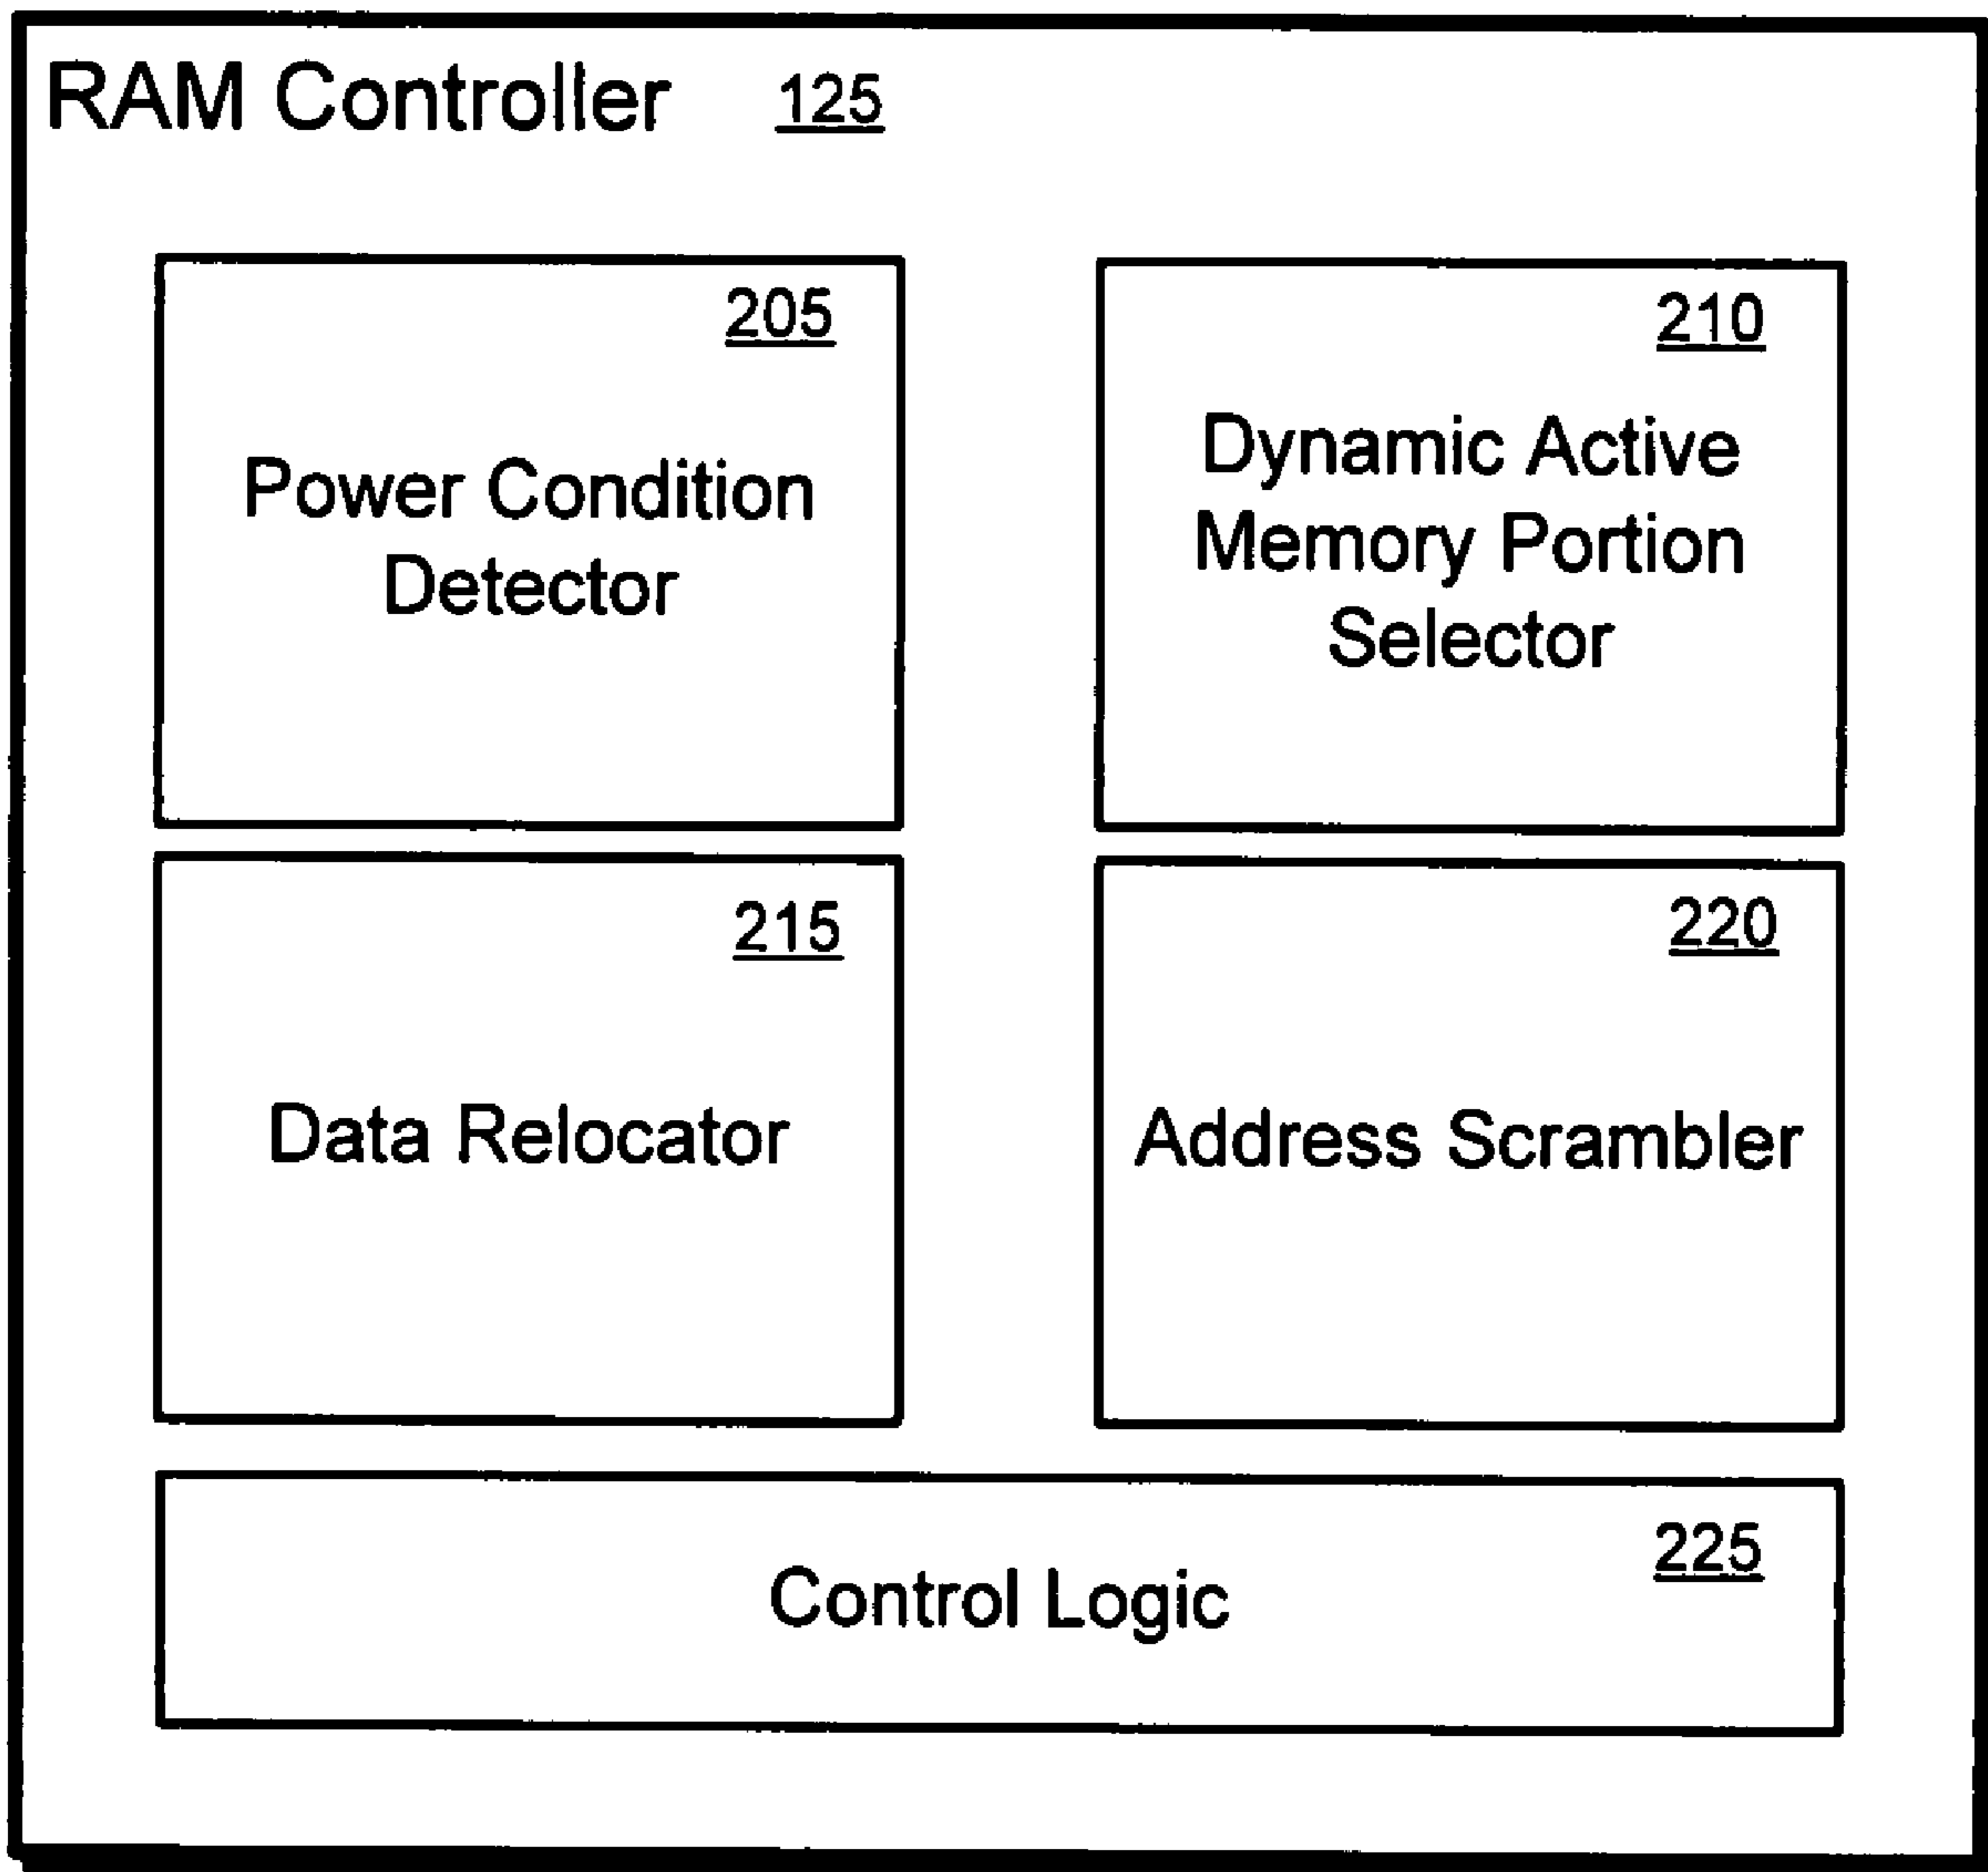 RAM Controller 125
205
Power Condition
Detector
210
Dynamic Active
Memory Portion
Selector
215
Data Relocator
220
Address Scrambler
225
Control Logic